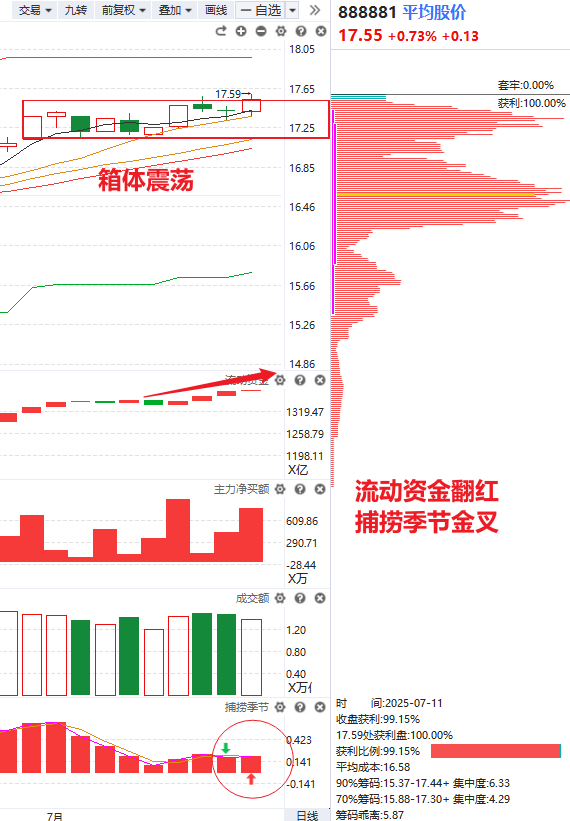 交易 九转 前复权 叠加 画线 一 自选
888881 平均股价
17.55 +0.73% +0.13
18.05
17.65
17.25
16.85
16.46
16.06
15.66
15.26
14.86
17.59
箱体震荡
套牢:0.00%
获利:100.00%
流动资金
1319.47
1258.79
1198.11
X亿
流动资金翻红
捕捞季节金叉
主力净买额
609.86
290.71
-28.44
X万
成交额
1.20
0.80
0.40
X万亿
捕捞季节
0.423
0.141
-0.141
7月
日线
时 间:2025-07-11
收盘获利:99.15%
17.59处获利盘:100.00%
获利比例:99.15%
平均成本:16.58
90%筹码:15.37-17.44+ 集中度:6.33
70%筹码:15.88-17.30+ 集中度:4.29
筹码乖离:5.87